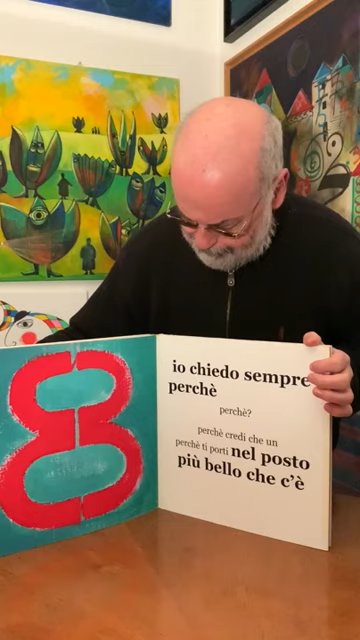 io chiedo sempre
perchè
perchè?
perchè credi che un
perchè ti porti nel posto
più bello che c'è